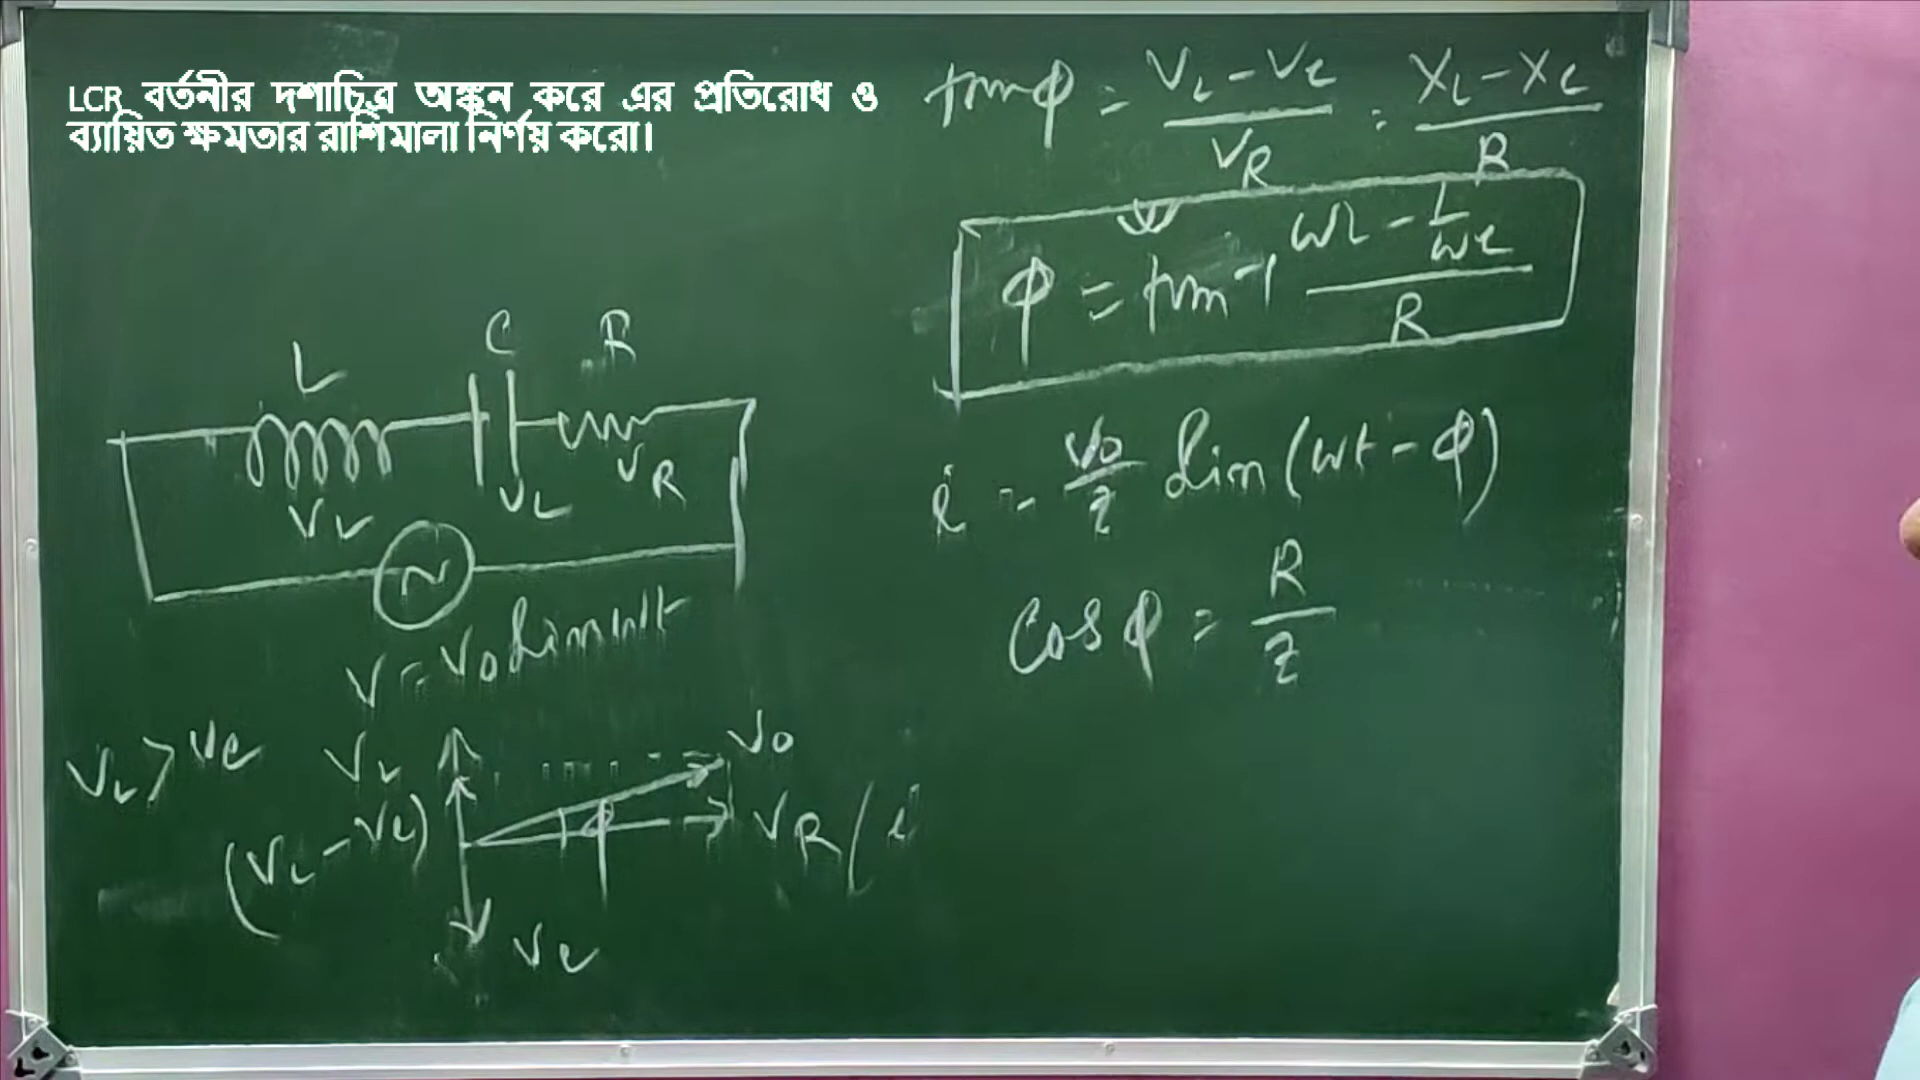 LCR বর্তনীর দশাচিত্র অঙ্কন করে এর প্রতিরোধ ও
ব্যায়িত ক্ষমতার রাশিমালা নির্ণয় করো।
L C R
V_L V_C V_R
V = V₀ sin ωt
V_L > V_C
V_L
V₀
(V_L - V_C)
φ
V_R / i
V_C
tan φ = (V_L - V_C) / V_R = (X_L - X_C) / R
φ = tan⁻¹ (ωL - 1/ωC) / R
i = V₀/Z sin (ωt - φ)
cos φ = R/Z